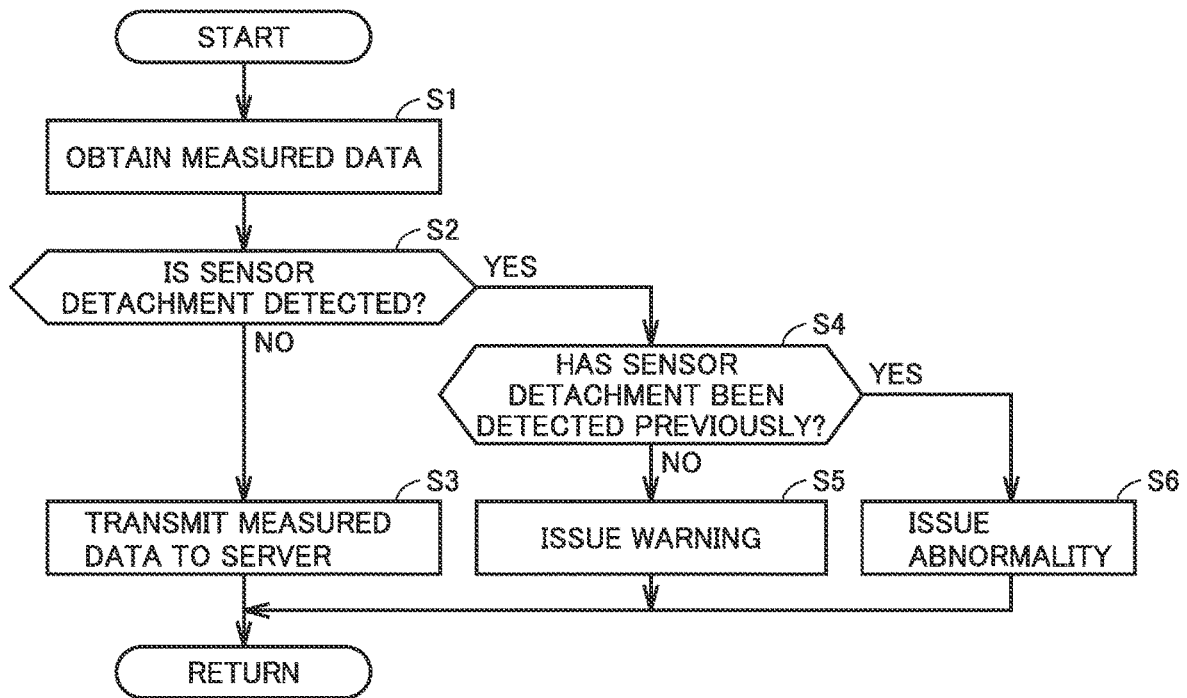 START
S1
OBTAIN MEASURED DATA
S2
IS SENSOR
DETACHMENT DETECTED?
YES
NO
S4
HAS SENSOR
DETACHMENT BEEN
DETECTED PREVIOUSLY?
YES
NO
S3
TRANSMIT MEASURED
DATA TO SERVER
S5
ISSUE WARNING
S6
ISSUE
ABNORMALITY
RETURN